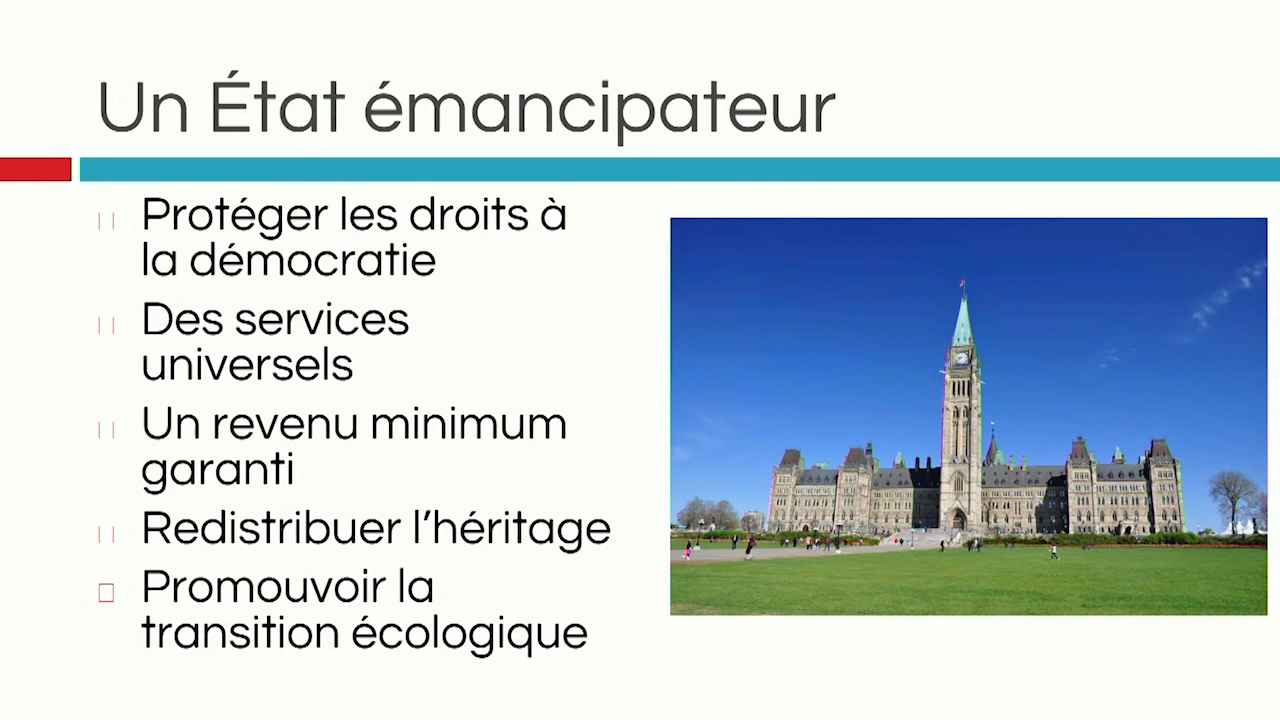 Un État émancipateur
Protéger les droits à
la démocratie
Des services
universels
Un revenu minimum
garanti
Redistribuer l’héritage
Promouvoir la
transition écologique